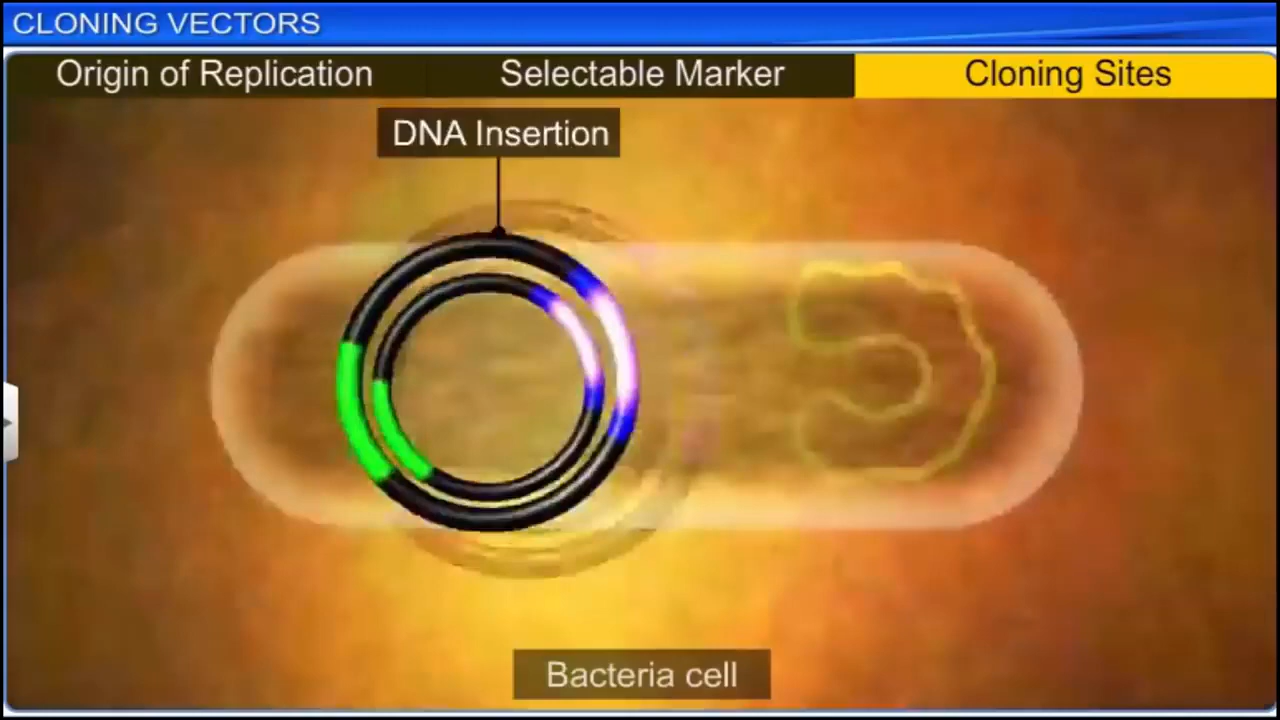 CLONING VECTORS
Origin of Replication
Selectable Marker
Cloning Sites
DNA Insertion
Bacteria cell